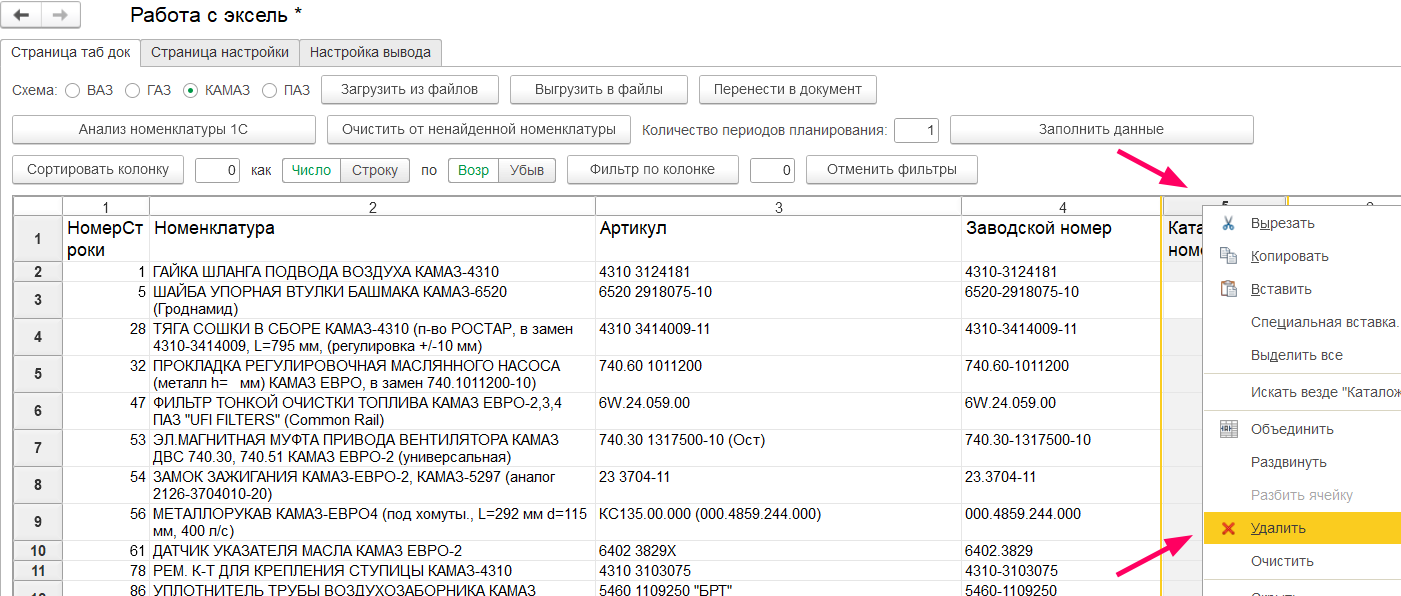 Работа с эксель *
Страница таб док Страница настройки Настройка вывода
Схема: ВАЗ ГАЗ КАМАЗ ПАЗ Загрузить из файлов Выгрузить в файлы Перенести в документ
Анализ номенклатуры 1С Очистить от ненайденной номенклатуры Количество периодов планирования: 1 Заполнить данные
Сортировать колонку 0 как Число Строку по Возр Убыв Фильтр по колонке 0 Отменить фильтры
1 2 3 4
1 НомерСт Номенклатура Артикул Заводской номер Ката
роки номе
2 1 ГАЙКА ШЛАНГА ПОДВОДА ВОЗДУХА КАМАЗ-4310 4310 3124181 4310-3124181
3 5 ШАЙБА УПОРНАЯ ВТУЛКИ БАШМАКА КАМАЗ-6520 6520 2918075-10 6520-2918075-10
(Гроднамид)
4 28 ТЯГА СОШКИ В СБОРЕ КАМАЗ-4310 (п-во РОСТАР, в замен 4310 3414009-11 4310-3414009-11
4310-3414009, L=795 мм, (регулировка +/-10 мм)
5 32 ПРОКЛАДКА РЕГУЛИРОВОЧНАЯ МАСЛЯННОГО НАСОСА 740.60 1011200 740.60-1011200
(металл h= мм) КАМАЗ ЕВРО, в замен 740.1011200-10)
6 47 ФИЛЬТР ТОНКОЙ ОЧИСТКИ ТОПЛИВА КАМАЗ ЕВРО-2,3,4 6W.24.059.00 6W.24.059.00
ПАЗ "UFI FILTERS" (Common Rail)
7 53 ЭЛ.МАГНИТНАЯ МУФТА ПРИВОДА ВЕНТИЛЯТОРА КАМАЗ 740.30 1317500-10 (Ост) 740.30-1317500-10
ДВС 740.30, 740.51 КАМАЗ ЕВРО-2 (универсальная)
8 54 ЗАМОК ЗАЖИГАНИЯ КАМАЗ-ЕВРО-2, КАМАЗ-5297 (аналог 23 3704-11 23.3704-11
2126-3704010-20)
9 56 МЕТАЛЛОРУКАВ КАМАЗ-ЕВРО4 (под хомуты., L=292 мм d=115 КС135.00.000 (000.4859.244.000) 000.4859.244.000
мм, 400 л/с)
10 61 ДАТЧИК УКАЗАТЕЛЯ МАСЛА КАМАЗ ЕВРО-2 6402 3829Х 6402.3829
11 78 РЕМ. К-Т ДЛЯ КРЕПЛЕНИЯ СТУПИЦЫ КАМАЗ-4310 4310 3103075 4310-3103075
86 УПЛОТНИТЕЛЬ ТРУБЫ ВОЗДУХОЗАБОРНИКА КАМАЗ 5460 1109250 "БРТ" 5460-1109250
Вырезать
Копировать
Вставить
Специальная вставка.
Выделить все
Искать везде "Каталож
Объединить
Раздвинуть
Разбить ячейку
Удалить
Очистить